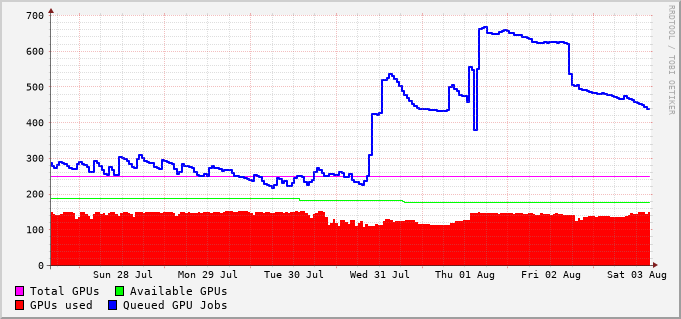 700
600
500
400
300
200
100
0
Sun 28 Jul Mon 29 Jul Tue 30 Jul Wed 31 Jul Thu 01 Aug Fri 02 Aug Sat 03 Aug
Total GPUs Available GPUs
GPUs used Queued GPU Jobs
RRDTOOL / TOBI OETIKER